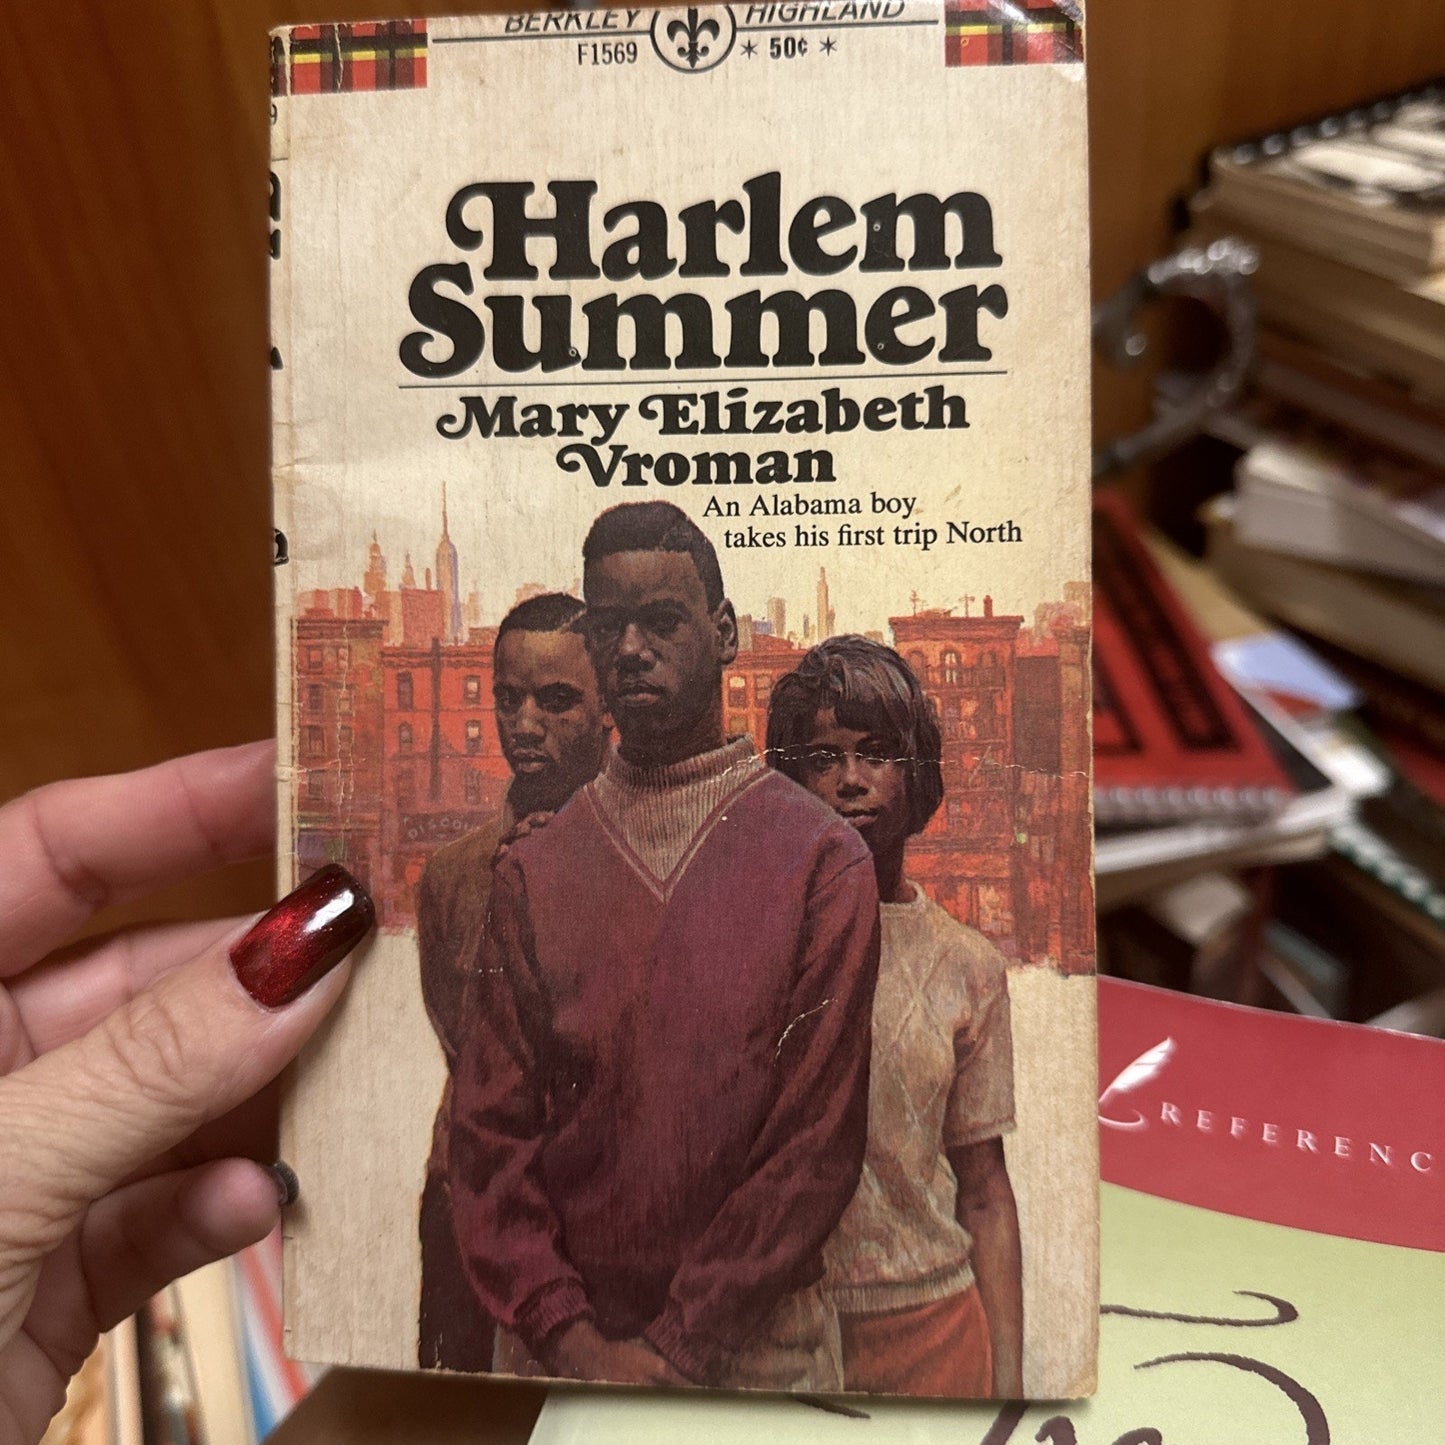 BERKLEY HIGHLAND
F1569 * 50¢ *
Harlem
Summer
Mary Elizabeth
Vroman
An Alabama boy
takes his first trip North
REFERENC